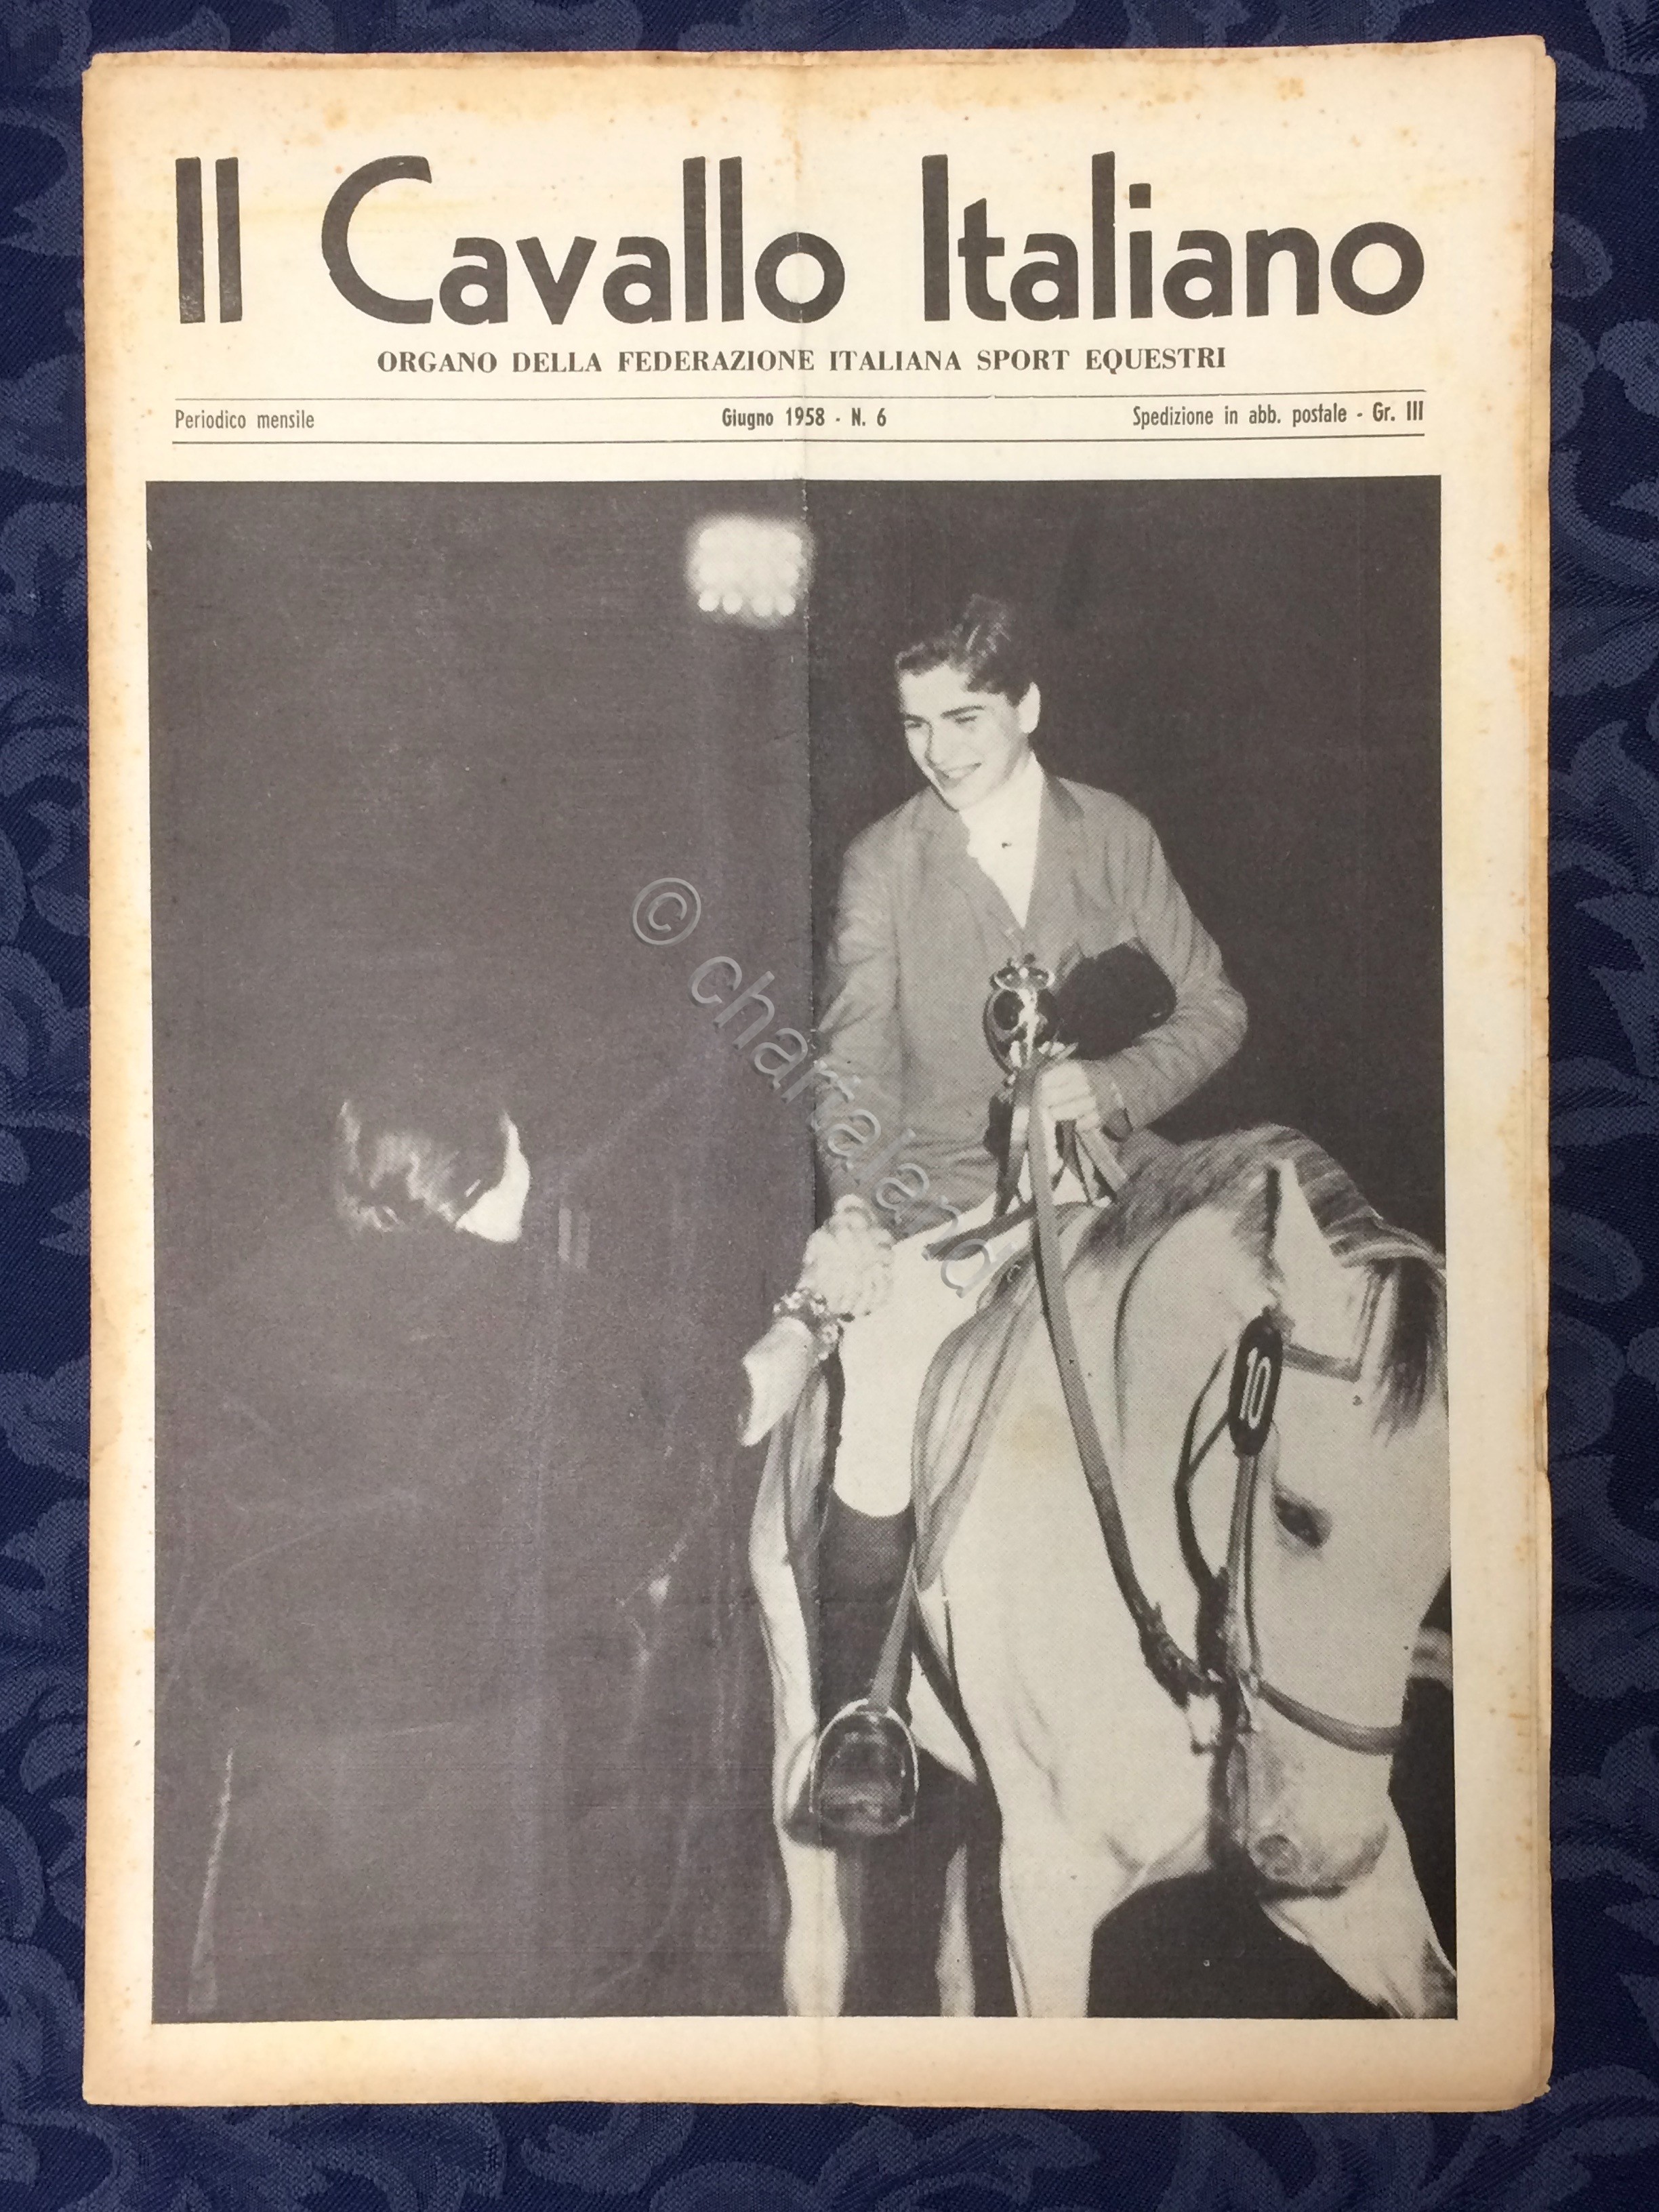 Il Cavallo Italiano
ORGANO DELLA FEDERAZIONE ITALIANA SPORT EQUESTRI
Periodico mensile
Giugno 1958 - N. 6
Spedizione in abb. postale - Gr. III
© charta.eno
10